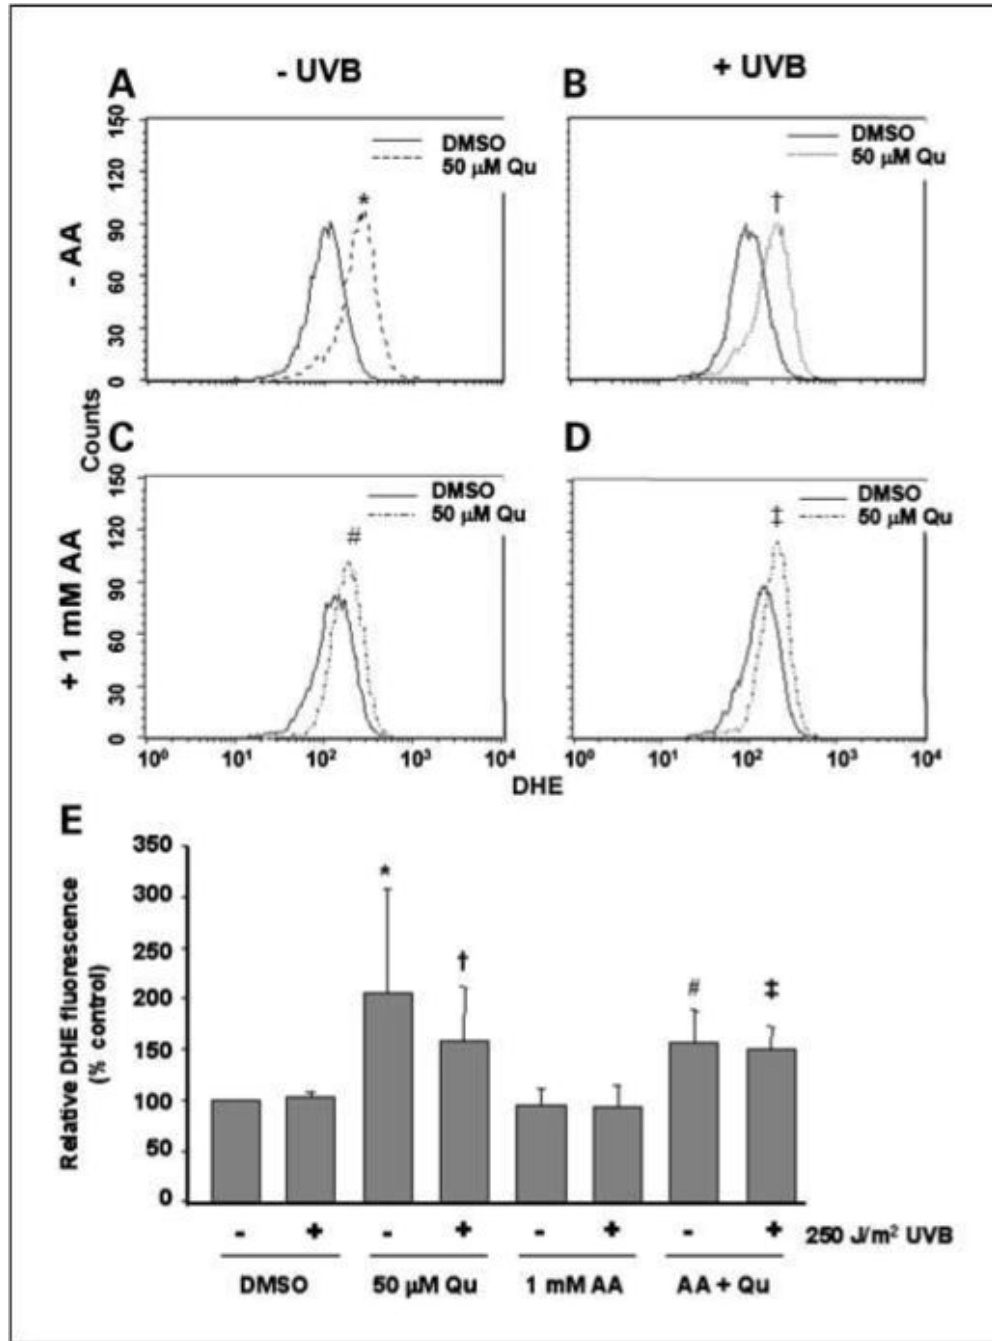 - UVB
+ UVB
A
B
- AA
150
120
90
60
30
0
DMSO
50 μM Qu
*
DMSO
50 μM Qu
†
Counts
C
D
+ 1 mM AA
150
120
90
60
30
0
DMSO
50 μM Qu
#
DMSO
50 μM Qu
‡
10⁰ 10¹ 10² 10³ 10⁴
10⁰ 10¹ 10² 10³ 10⁴
DHE
E
Relative DHE fluorescence
(% control)
350
300
250
200
150
100
50
0
*
†
#
‡
- + - + - + - + 250 J/m² UVB
DMSO 50 μM Qu 1 mM AA AA + Qu